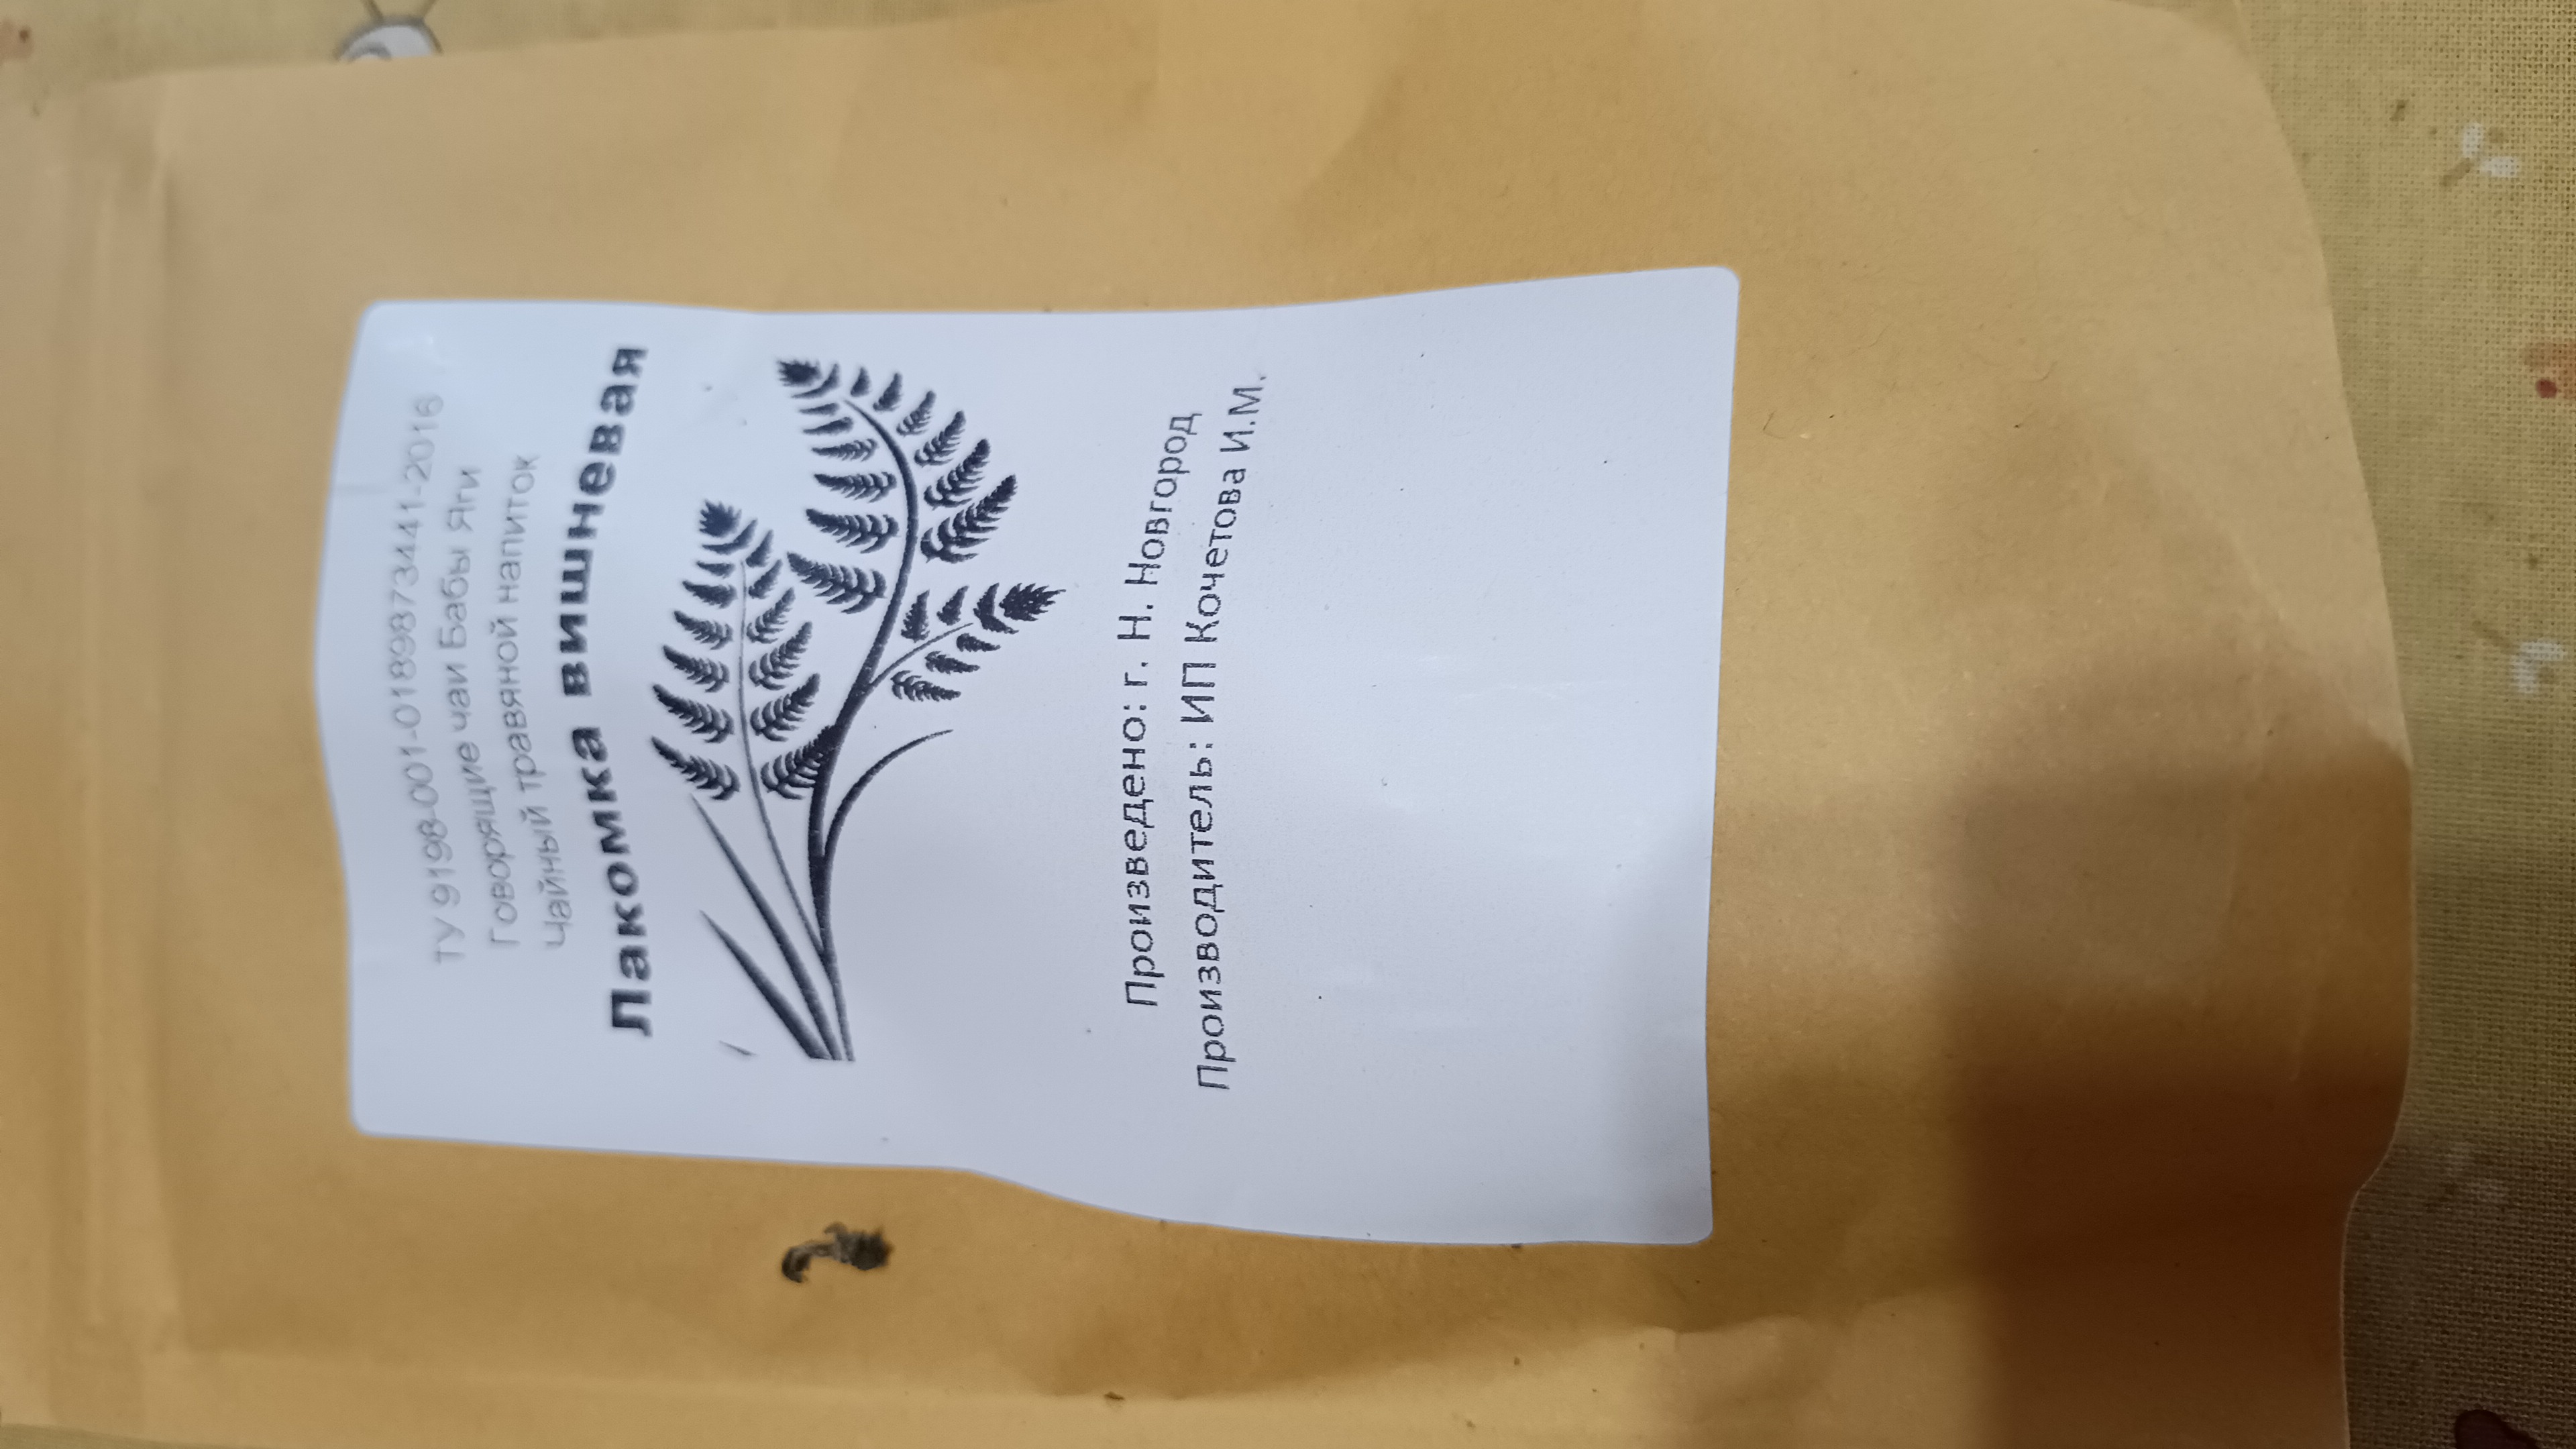 ТУ 9198-001-0189873441-2016
Говорящие чаи Бабы Яги
Чайный травяной напиток
Лакомка вишневая
Произведено: г. Н. Новгород
Производитель: ИП Кочетова И.М.